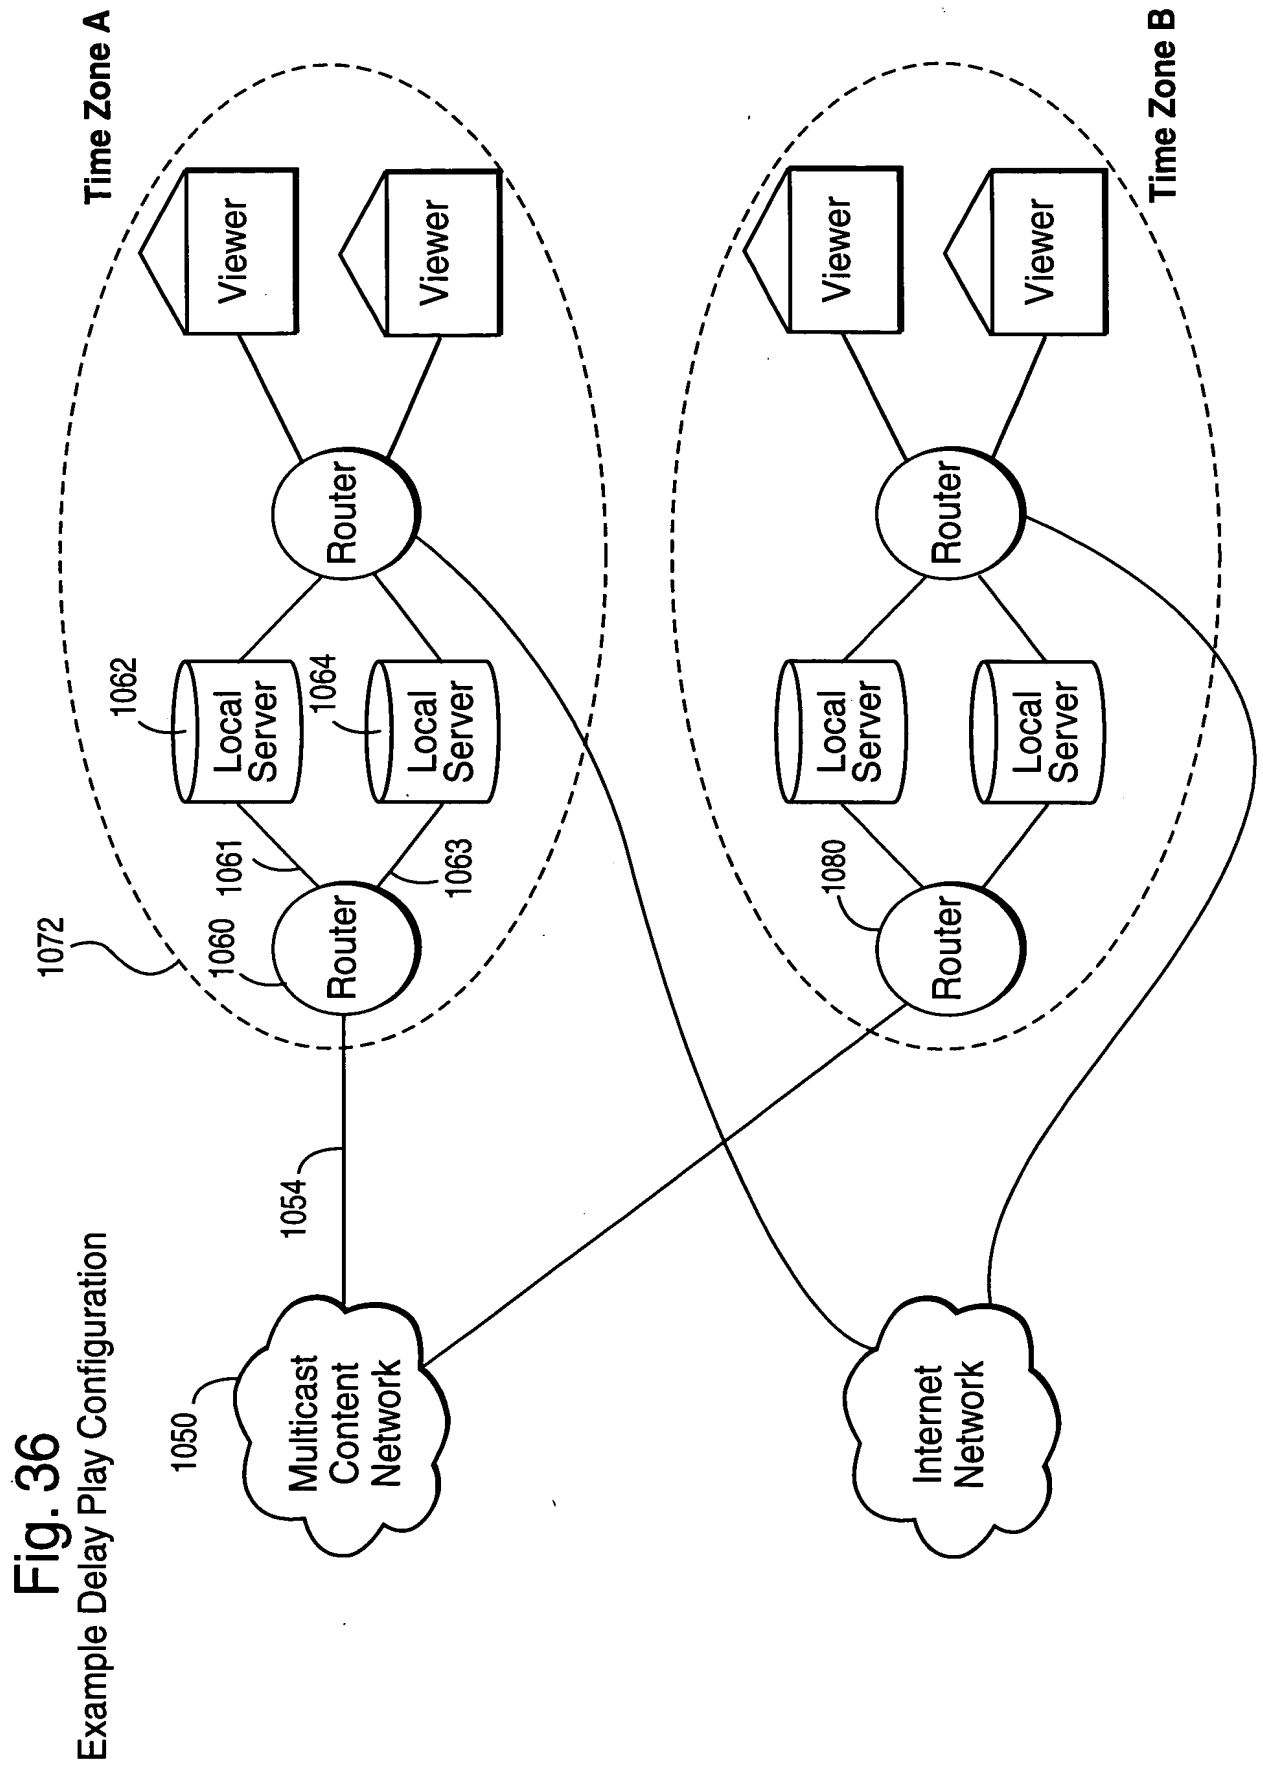 Fig. 36
Example Delay Play Configuration
Time Zone A
1072
1050
Multicast
Content
Network
1054
1060
Router
1061
1063
1062
Local
Server
1064
Local
Server
Router
Viewer
Viewer
Internet
Network
1080
Router
Local
Server
Local
Server
Router
Viewer
Viewer
Time Zone B